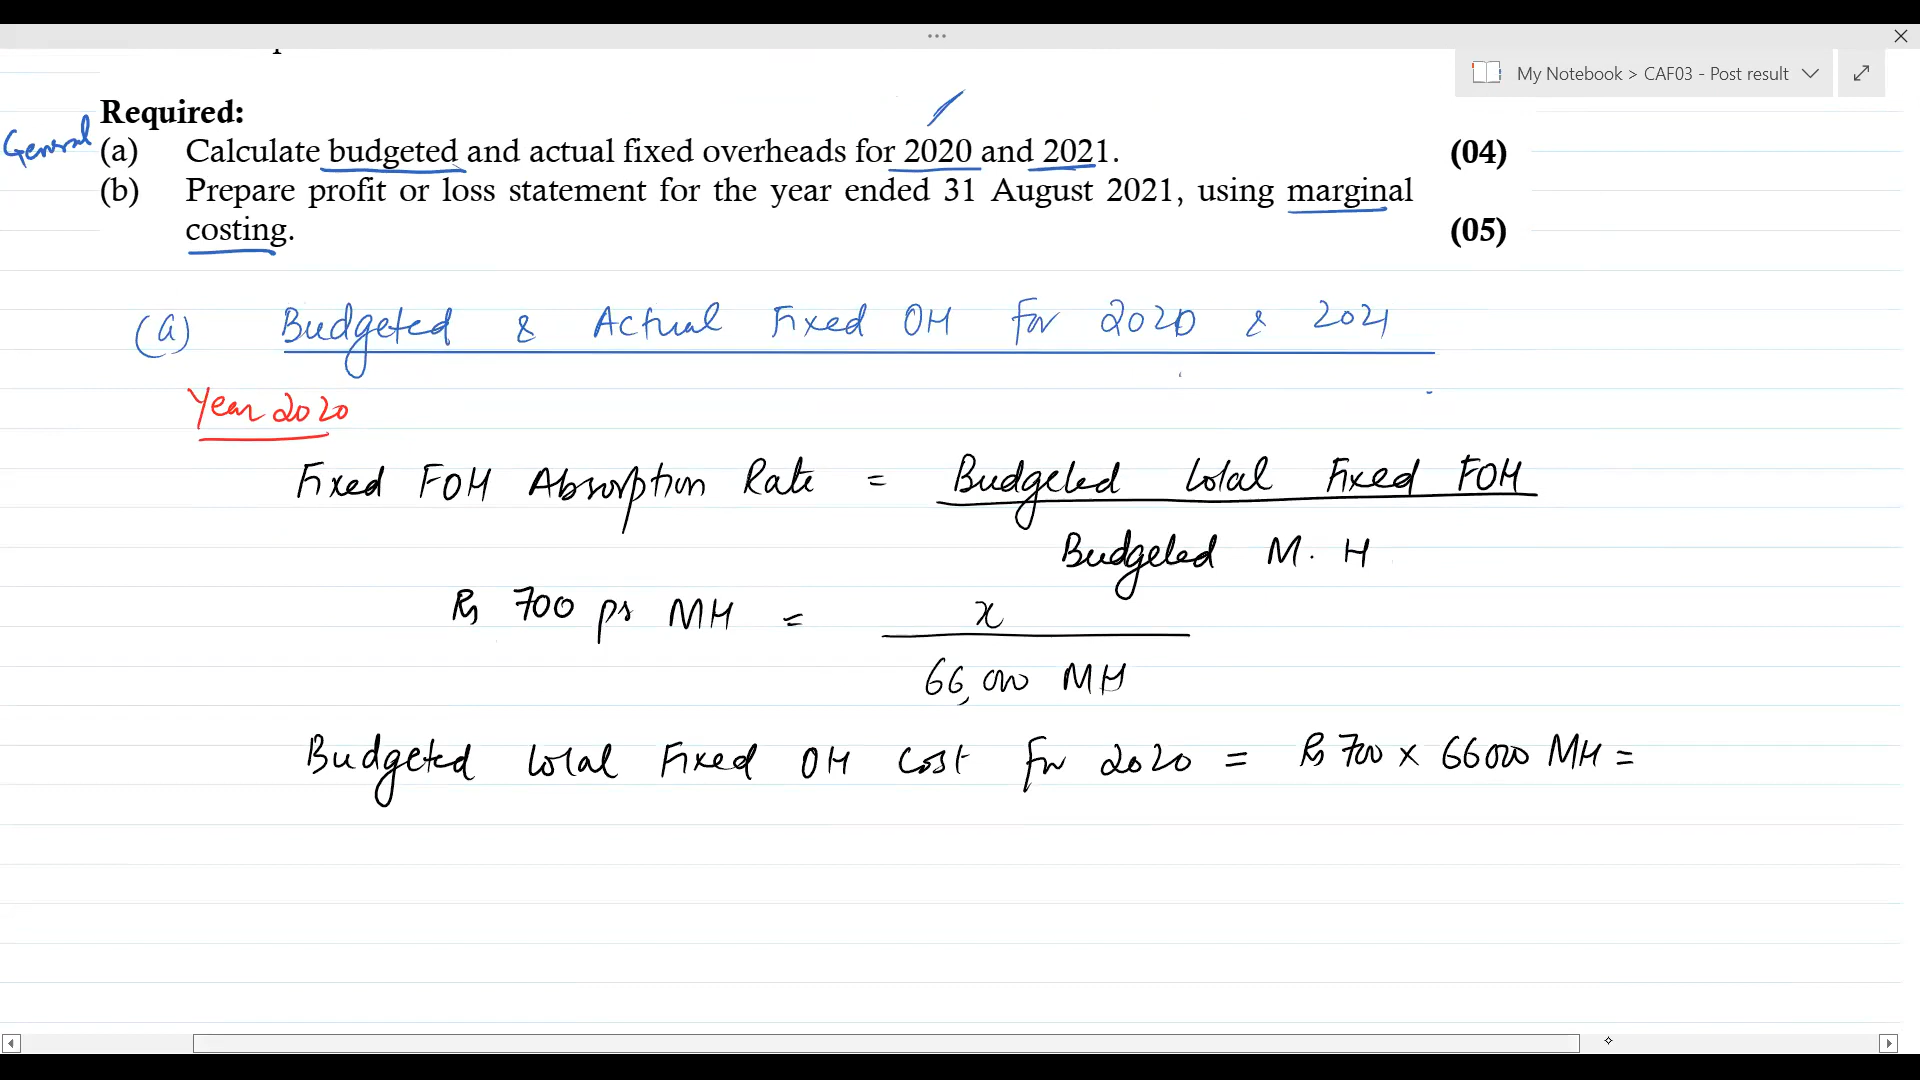 My Notebook > CAF03 - Post result
Required:
General
(a) Calculate budgeted and actual fixed overheads for 2020 and 2021. (04)
(b) Prepare profit or loss statement for the year ended 31 August 2021, using marginal
costing. (05)
(a) Budgeted & Actual Fixed OH for 2020 & 2021
Year 2020
Fixed FOH Absorption Rate = Budgeted total Fixed FOH
Budgeted M. H
Rs 700 per MH = x
66,000 MH
Budgeted total Fixed OH cost for 2020 = Rs 700 x 66000 MH =